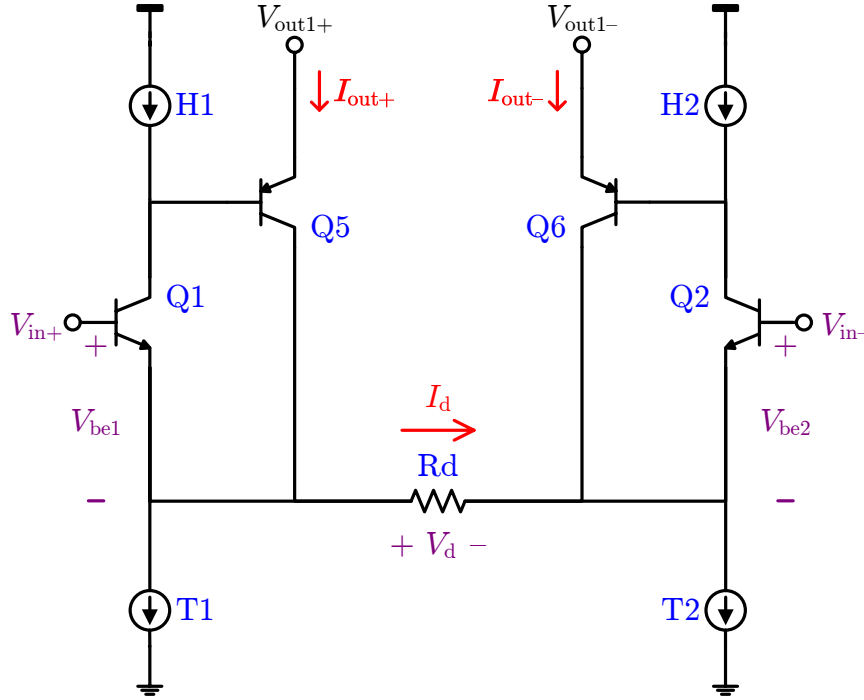 Vout1+ Vout1−
H1 Iout+ Iout− H2
Q5 Q6
Q1 Q2
Vin+ Vin−
+ +
Vbe1 Id Vbe2
Rd
− −
+ Vd −
T1 T2